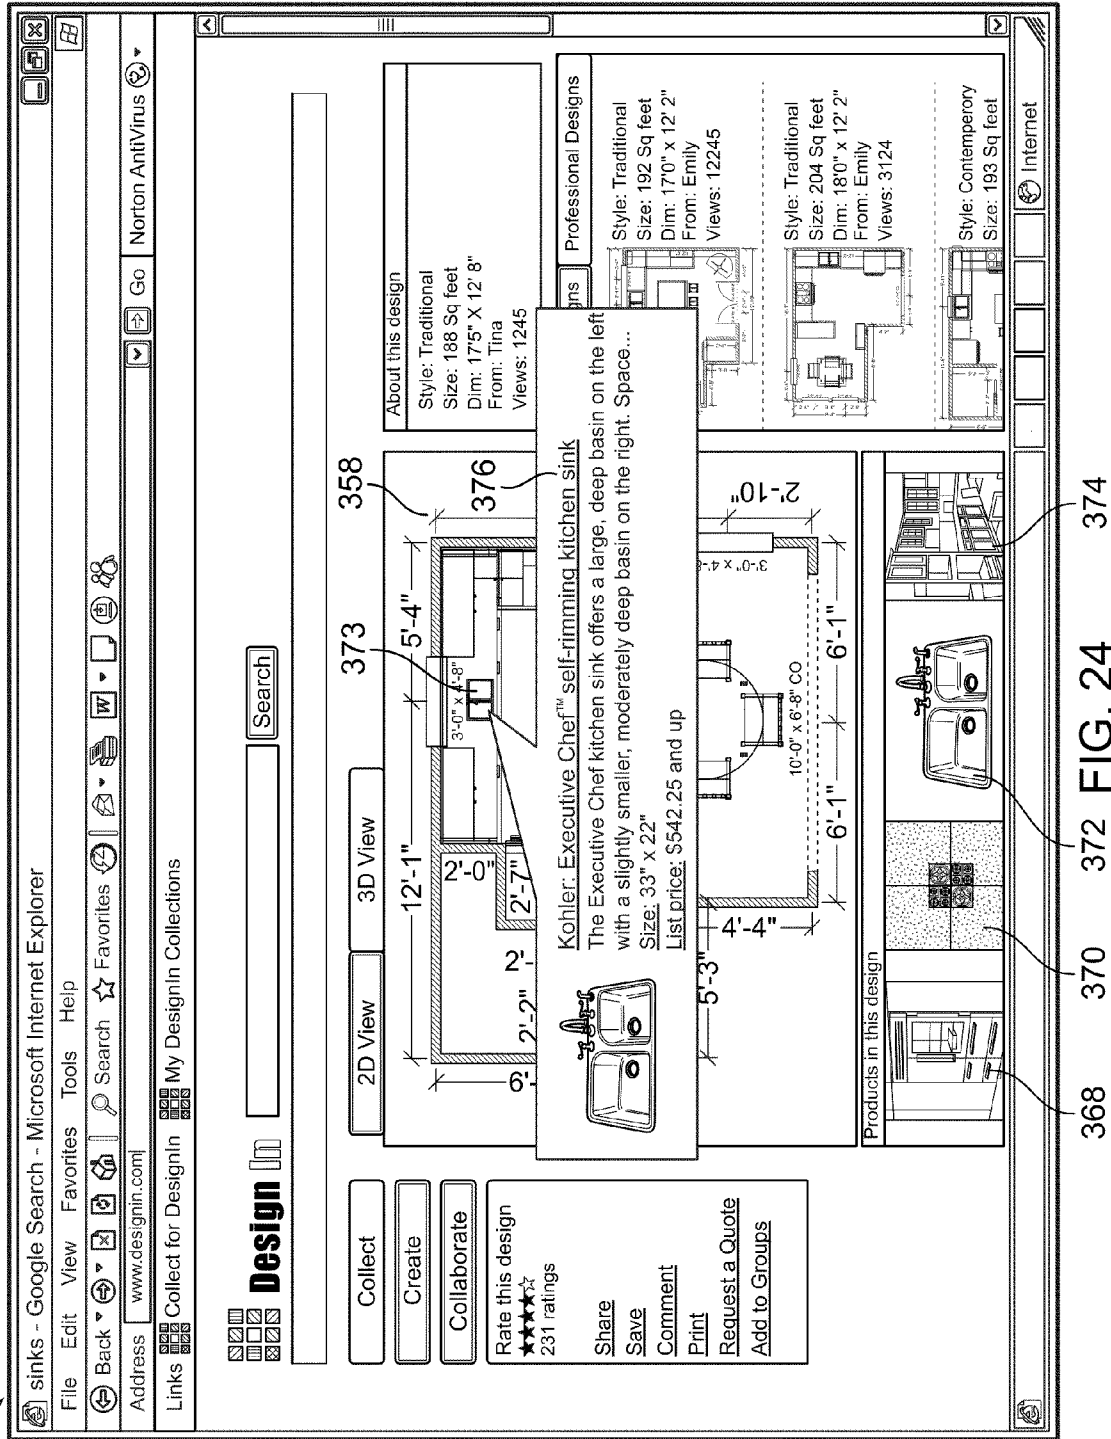 sinks - Google Search - Microsoft Internet Explorer
File Edit View Favorites Tools Help
Back Search Favorites W
Address www.designin.com Go Norton AntiVirus
Links Collect for DesignIn My DesignIn Collections
Design In
Search
Collect
Create
Collaborate
Rate this design
231 ratings
Share
Save
Comment
Print
Request a Quote
Add to Groups
2D View 3D View
358
12'-1" 5'-4"
373
3'-0" x 4'-8"
2'-0"
2'-7"
2'-
2'-2"
6'-
376
Kohler: Executive Chef™ self-rimming kitchen sink
The Executive Chef kitchen sink offers a large, deep basin on the left
with a slightly smaller, moderately deep basin on the right. Space...
Size: 33" x 22"
List price: $542.25 and up
5'-3"
4'-4"
3'-0" x 4'-8
2'-10"
10'-0" x 6'-8" CO
6'-1" 6'-1"
About this design
Style: Traditional
Size: 188 Sq feet
Dim: 17'5" X 12' 8"
From: Tina
Views: 1245
gns Professional Designs
Style: Traditional
Size: 192 Sq feet
Dim: 17'0" x 12' 2"
From: Emily
Views: 12245
Style: Traditional
Size: 204 Sq feet
Dim: 18'0" x 12' 2"
From: Emily
Views: 3124
Style: Contemperory
Size: 193 Sq feet
Products in this design
Internet
368 370 372 374
FIG. 24